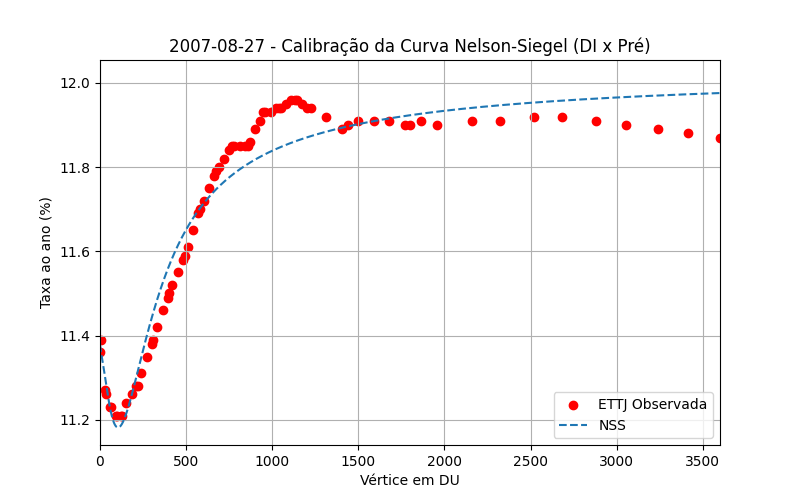 2007-08-27 - Calibração da Curva Nelson-Siegel (DI x Pré)
Taxa ao ano (%)
12.0
11.8
11.6
11.4
11.2
ETTJ Observada
NSS
0 500 1000 1500 2000 2500 3000 3500
Vértice em DU